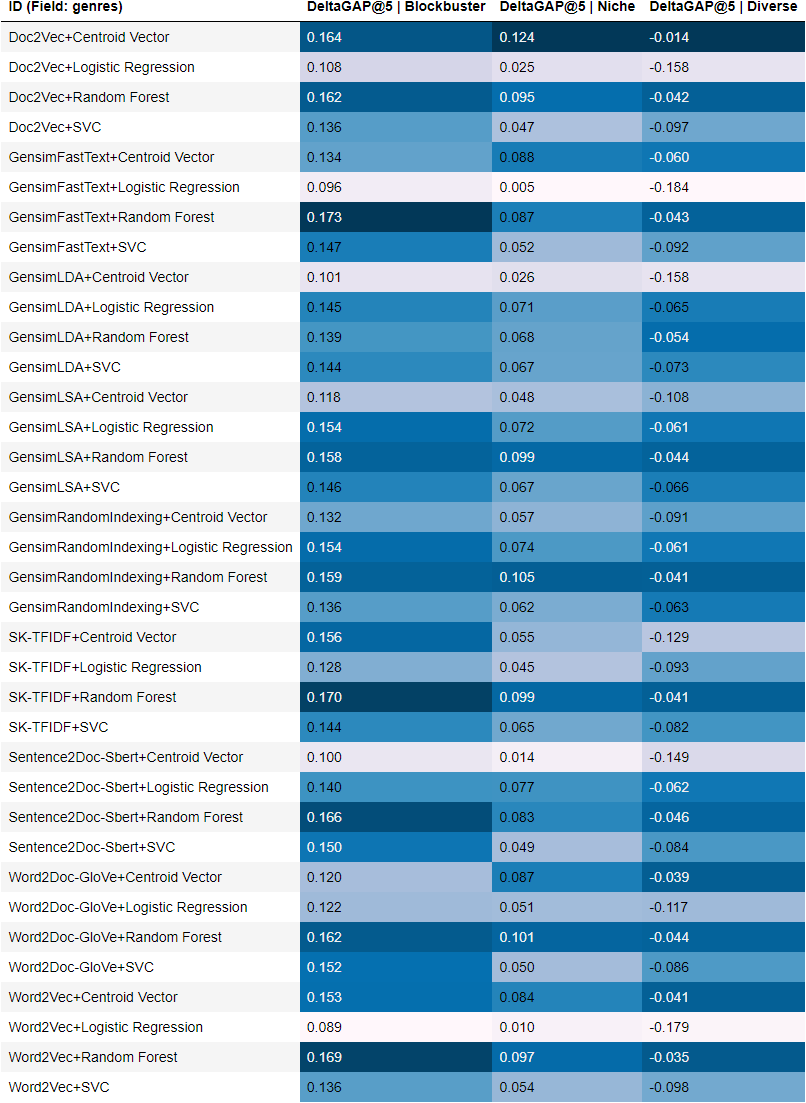 ID (Field: genres) DeltaGAP@5 | Blockbuster DeltaGAP@5 | Niche DeltaGAP@5 | Diverse
Doc2Vec+Centroid Vector 0.164 0.124 -0.014
Doc2Vec+Logistic Regression 0.108 0.025 -0.158
Doc2Vec+Random Forest 0.162 0.095 -0.042
Doc2Vec+SVC 0.136 0.047 -0.097
GensimFastText+Centroid Vector 0.134 0.088 -0.060
GensimFastText+Logistic Regression 0.096 0.005 -0.184
GensimFastText+Random Forest 0.173 0.087 -0.043
GensimFastText+SVC 0.147 0.052 -0.092
GensimLDA+Centroid Vector 0.101 0.026 -0.158
GensimLDA+Logistic Regression 0.145 0.071 -0.065
GensimLDA+Random Forest 0.139 0.068 -0.054
GensimLDA+SVC 0.144 0.067 -0.073
GensimLSA+Centroid Vector 0.118 0.048 -0.108
GensimLSA+Logistic Regression 0.154 0.072 -0.061
GensimLSA+Random Forest 0.158 0.099 -0.044
GensimLSA+SVC 0.146 0.067 -0.066
GensimRandomIndexing+Centroid Vector 0.132 0.057 -0.091
GensimRandomIndexing+Logistic Regression 0.154 0.074 -0.061
GensimRandomIndexing+Random Forest 0.159 0.105 -0.041
GensimRandomIndexing+SVC 0.136 0.062 -0.063
SK-TFIDF+Centroid Vector 0.156 0.055 -0.129
SK-TFIDF+Logistic Regression 0.128 0.045 -0.093
SK-TFIDF+Random Forest 0.170 0.099 -0.041
SK-TFIDF+SVC 0.144 0.065 -0.082
Sentence2Doc-Sbert+Centroid Vector 0.100 0.014 -0.149
Sentence2Doc-Sbert+Logistic Regression 0.140 0.077 -0.062
Sentence2Doc-Sbert+Random Forest 0.166 0.083 -0.046
Sentence2Doc-Sbert+SVC 0.150 0.049 -0.084
Word2Doc-GloVe+Centroid Vector 0.120 0.087 -0.039
Word2Doc-GloVe+Logistic Regression 0.122 0.051 -0.117
Word2Doc-GloVe+Random Forest 0.162 0.101 -0.044
Word2Doc-GloVe+SVC 0.152 0.050 -0.086
Word2Vec+Centroid Vector 0.153 0.084 -0.041
Word2Vec+Logistic Regression 0.089 0.010 -0.179
Word2Vec+Random Forest 0.169 0.097 -0.035
Word2Vec+SVC 0.136 0.054 -0.098